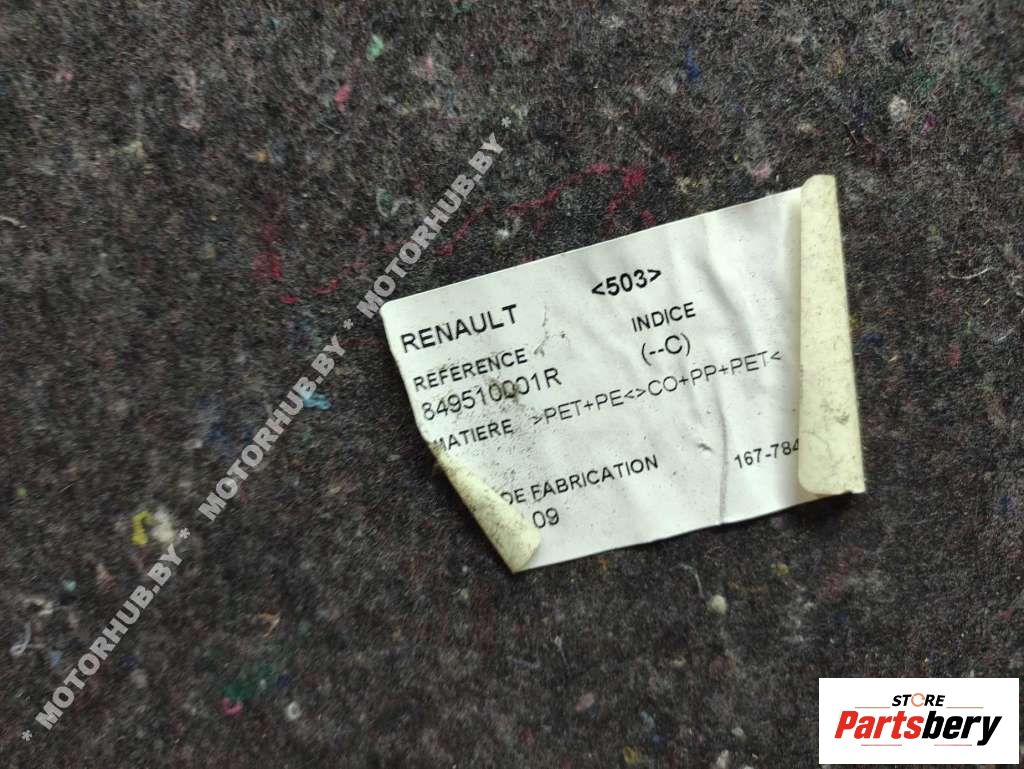 RENAULT <503>
REFERENCE INDICE
849510001R (--C)
MATIERE >PET+PE<>CO+PP+PET<
DE FABRICATION 167-784
09
* MOTORHUB.BY * MOTORHUB.BY * MOTORHUB.BY *
STORE
Partsbery